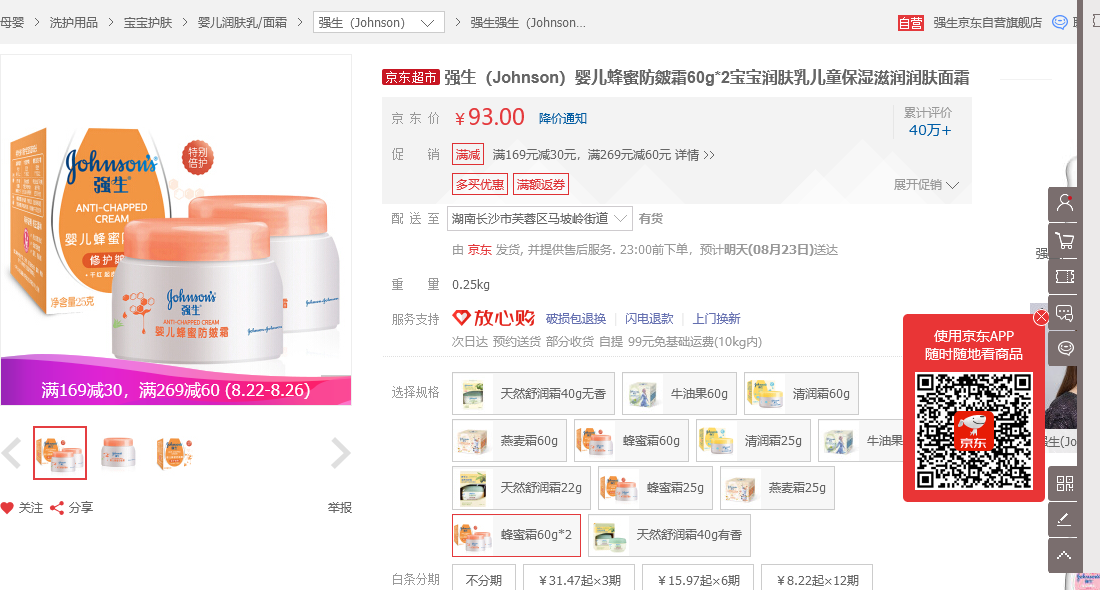 母婴 > 洗护用品 > 宝宝护肤 > 婴儿润肤乳/面霜 > 强生（Johnson） > 强生强生（Johnson...
自营 强生京东自营旗舰店
京东超市 强生（Johnson）婴儿蜂蜜防皴霜60g*2宝宝润肤乳儿童保湿滋润润肤面霜
京东价 ￥93.00 降价通知
累计评价
40万+
促销 满减 满169元减30元，满269元减60元 详情 >>
多买优惠 满额返券
展开促销
配送至 湖南长沙市芙蓉区马坡岭街道 有货
由 京东 发货, 并提供售后服务. 23:00前下单，预计明天(08月23日)送达
重量 0.25kg
服务支持 放心购 破损包退换 闪电退款 上门换新
次日达 预约送货 部分收货 自提 99元免基础运费(10kg内)
选择规格 天然舒润霜40g无香 牛油果60g 清润霜60g
燕麦霜60g 蜂蜜霜60g 清润霜25g 牛油果
天然舒润霜22g 蜂蜜霜25g 燕麦霜25g
蜂蜜霜60g*2 天然舒润霜40g有香
白条分期 不分期 ￥31.47起×3期 ￥15.97起×6期 ￥8.22起×12期
特别
倍护
Johnson's
强生
ANTI-CHAPPED
CREAM
婴儿蜂蜜防
修护
净含量25克
Johnson's
强生
ANTI-CHAPPED CREAM
婴儿蜂蜜防皴霜
满169减30，满269减60 (8.22-8.26)
关注 分享 举报
使用京东APP
随时随地看商品
京东
强
生(Jo